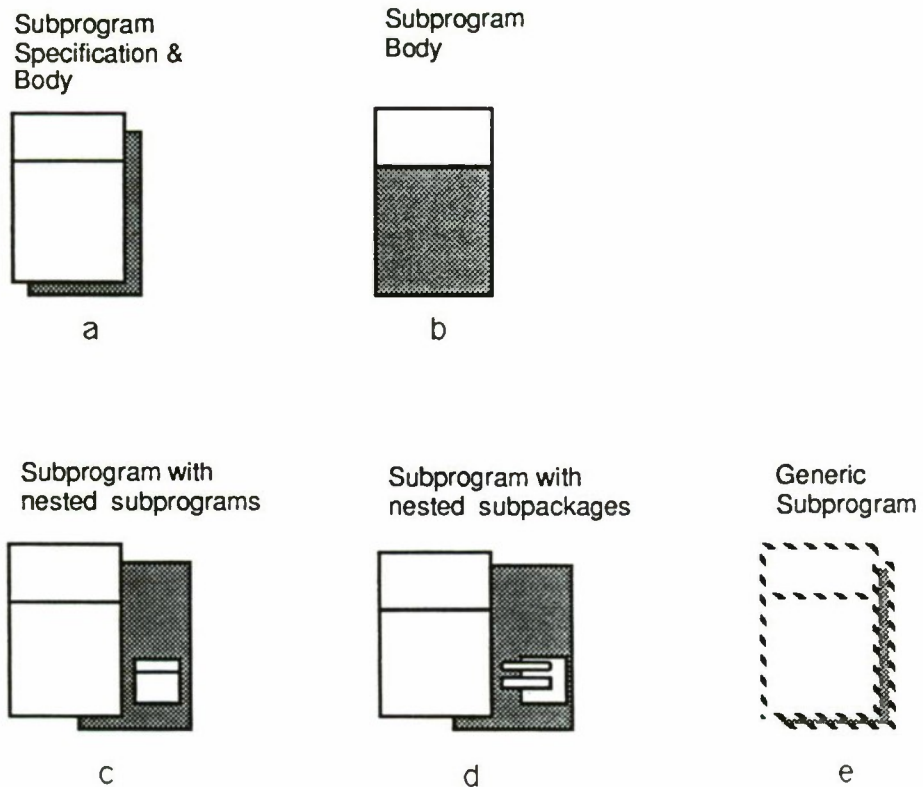 Subprogram
Specification &
Body
Subprogram
Body
a
b
Subprogram with
nested subprograms
Subprogram with
nested subpackages
Generic
Subprogram
c
d
e